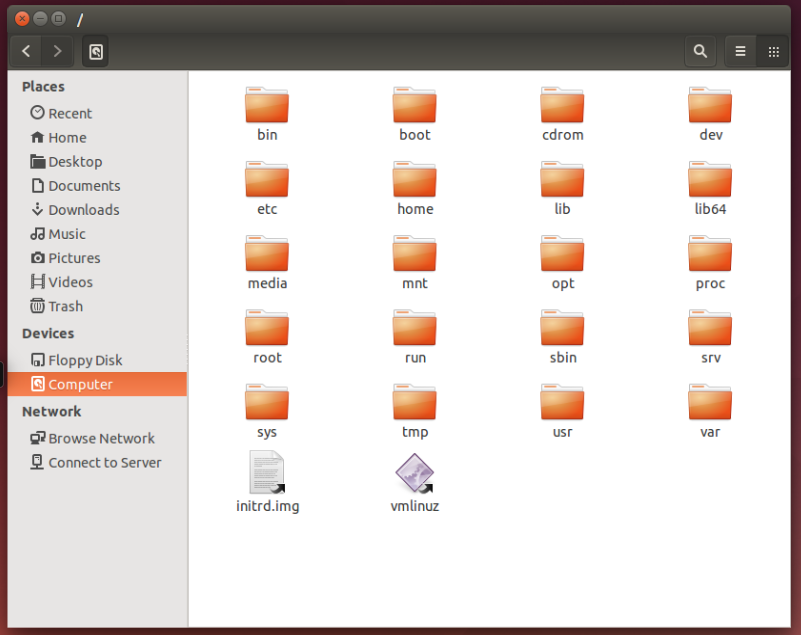 /
Places
Recent
Home
Desktop
Documents
Downloads
Music
Pictures
Videos
Trash
Devices
Floppy Disk
Computer
Network
Browse Network
Connect to Server
bin boot cdrom dev
etc home lib lib64
media mnt opt proc
root run sbin srv
sys tmp usr var
initrd.img vmlinuz